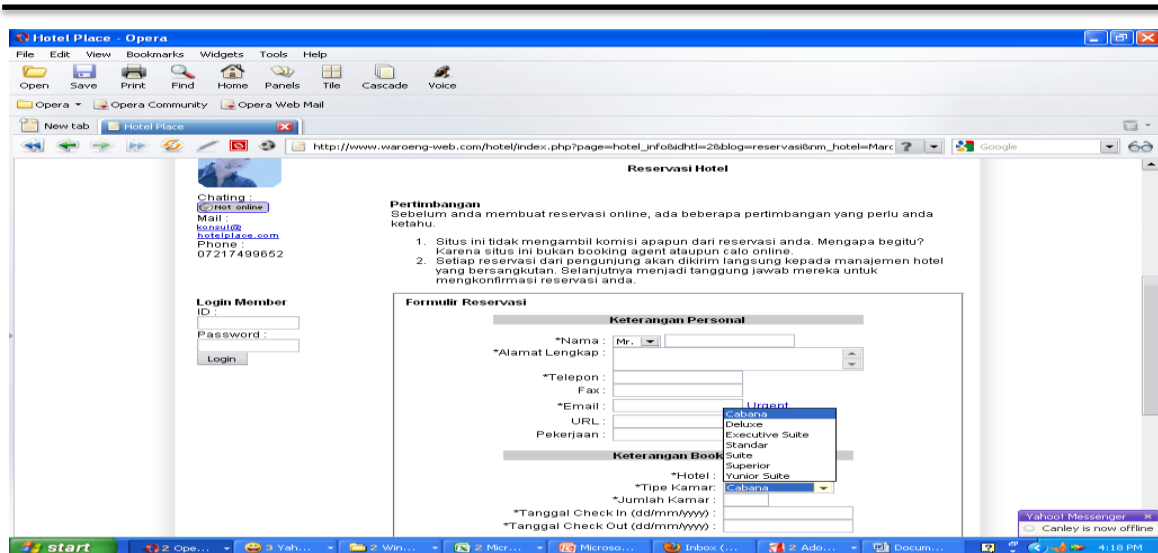 Hotel Place - Opera
File Edit View Bookmarks Widgets Tools Help
Open Save Print Find Home Panels Tile Cascade Voice
Opera Opera Community Opera Web Mail
New tab Hotel Place
http://www.waroeng-web.com/hotel/index.php?page=hotel_info&idhtl=2&blog=reservasi&nm_hotel=Marc Google
Reservasi Hotel
Chating :
Not online
Mail :
konsul@
hotelplace.com
Phone :
07217499652
Pertimbangan
Sebelum anda membuat reservasi online, ada beberapa pertimbangan yang perlu anda
ketahu.
1. Situs ini tidak mengambil komisi apapun dari reservasi anda. Mengapa begitu?
Karena situs ini bukan booking agent ataupun calo online.
2. Setiap reservasi dari pengunjung akan dikirim langsung kepada manajemen hotel
yang bersangkutan. Selanjutnya menjadi tanggung jawab mereka untuk
mengkonfirmasi reservasi anda.
Login Member
ID :
Password :
Login
Formulir Reservasi
Keterangan Personal
*Nama : Mr.
*Alamat Lengkap :
*Telepon :
Fax :
*Email : Urgent
URL :
Pekerjaan :
Cabana
Deluxe
Executive Suite
Standar
Suite
Superior
Yunior Suite
Keterangan Book
*Hotel :
*Tipe Kamar: Cabana
*Jumlah Kamar :
*Tanggal Check In (dd/mm/yyyy) :
*Tanggal Check Out (dd/mm/yyyy) :
Yahoo! Messenger
Canley is now offline
start 2 Ope... 3 Yah... 2 Win... 2 Micr... Microso... Inbox (... 2 Ado... Docum... 4:16 PM